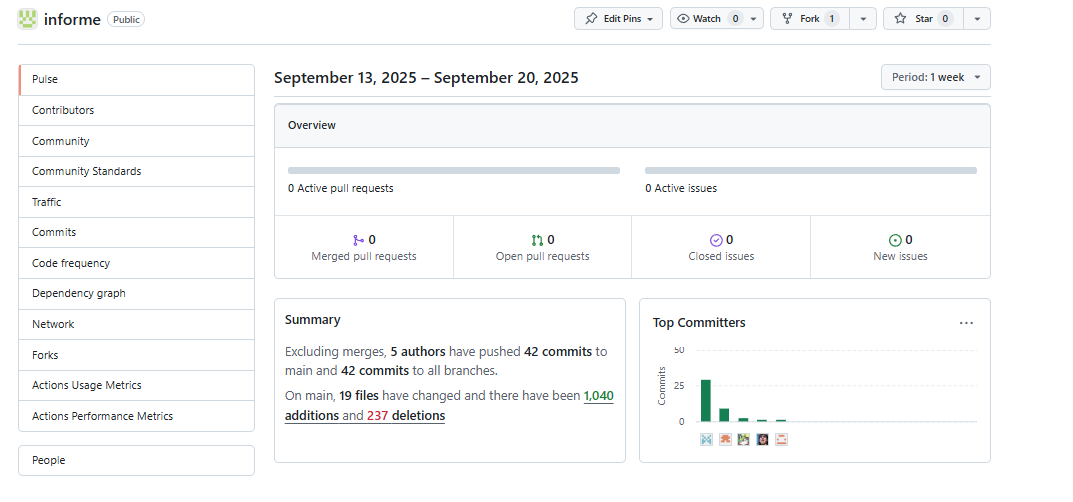 informe Public
Edit Pins
Watch 0
Fork 1
Star 0
Pulse
Contributors
Community
Community Standards
Traffic
Commits
Code frequency
Dependency graph
Network
Forks
Actions Usage Metrics
Actions Performance Metrics
People
September 13, 2025 – September 20, 2025
Period: 1 week
Overview
0 Active pull requests
0 Active issues
0
Merged pull requests
0
Open pull requests
0
Closed issues
0
New issues
Summary
Excluding merges, 5 authors have pushed 42 commits to
main and 42 commits to all branches.
On main, 19 files have changed and there have been 1,040
additions and 237 deletions
Top Committers
Commits
50
25
0